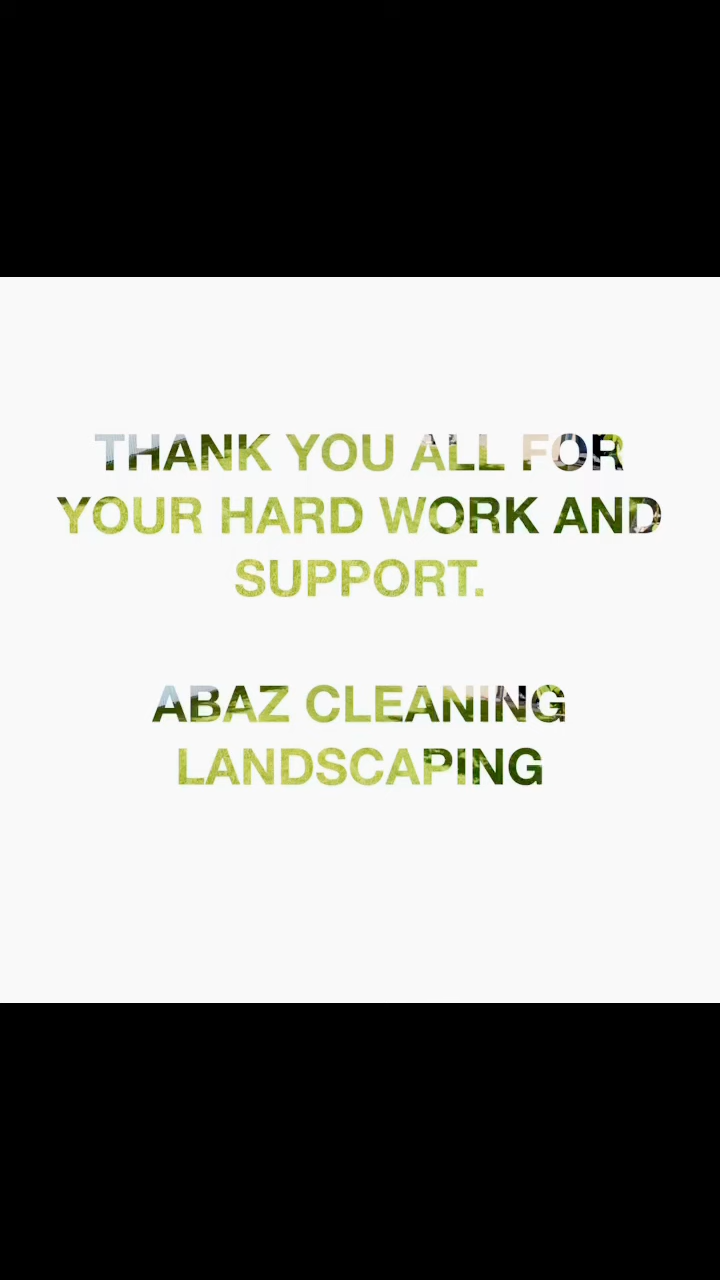 THANK YOU ALL FOR
YOUR HARD WORK AND
SUPPORT.
ABAZ CLEANING
LANDSCAPING